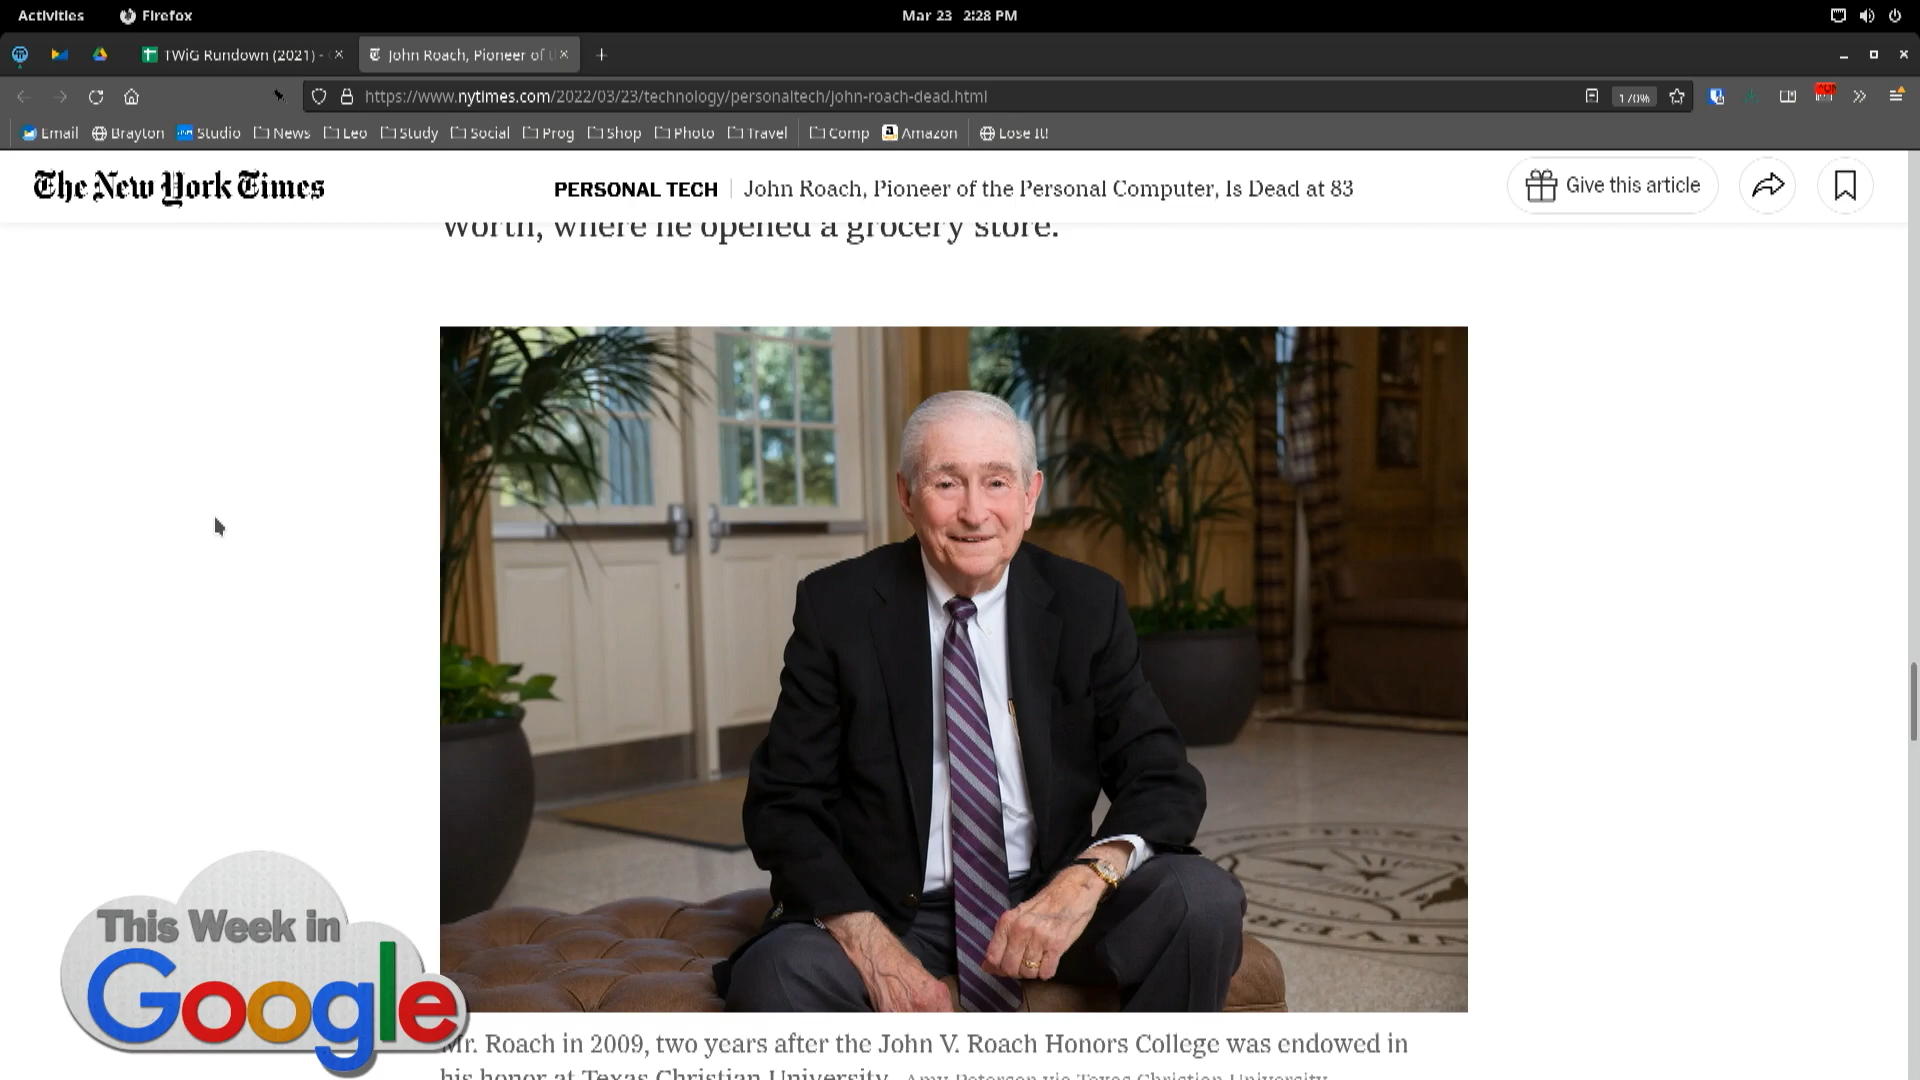 Activities Firefox Mar 23 2:28 PM
TWiG Rundown (2021) - John Roach, Pioneer of
https://www.nytimes.com/2022/03/23/technology/personaltech/john-roach-dead.html 170%
Email Brayton Studio News Leo Study Social Prog Shop Photo Travel Comp Amazon Lose It!
The New York Times PERSONAL TECH John Roach, Pioneer of the Personal Computer, Is Dead at 83 Give this article
Worth, where he opened a grocery store.
This Week in
Google
Mr. Roach in 2009, two years after the John V. Roach Honors College was endowed in
his honor at Texas Christian University. Amy Peterson via Texas Christian University